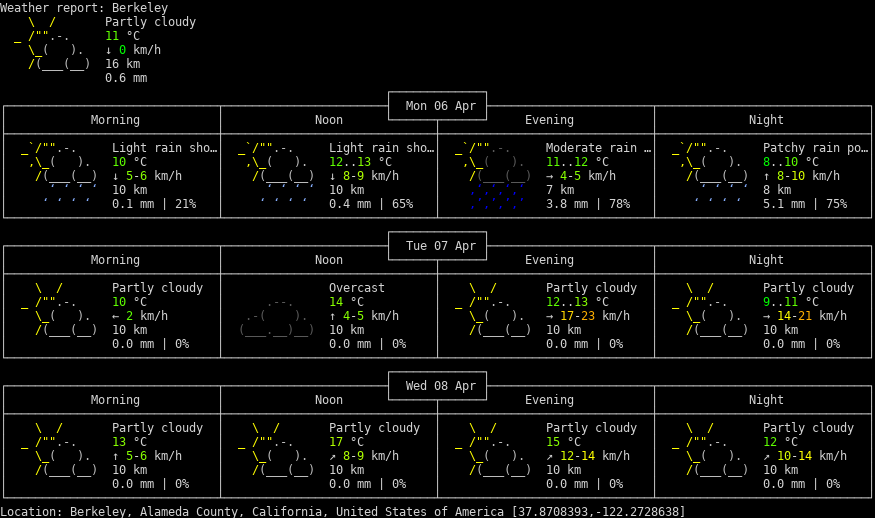 Weather report: Berkeley
Partly cloudy
11 °C
↓ 0 km/h
16 km
0.6 mm
Mon 06 Apr
Morning Noon Evening Night
Light rain sho… Light rain sho… Moderate rain … Patchy rain po…
10 °C 12..13 °C 11..12 °C 8..10 °C
↓ 5-6 km/h ↓ 8-9 km/h → 4-5 km/h ↑ 8-10 km/h
10 km 10 km 7 km 8 km
0.1 mm | 21% 0.4 mm | 65% 3.8 mm | 78% 5.1 mm | 75%
Tue 07 Apr
Morning Noon Evening Night
Partly cloudy Overcast Partly cloudy Partly cloudy
10 °C 14 °C 12..13 °C 9..11 °C
← 2 km/h ↑ 4-5 km/h → 17-23 km/h → 14-21 km/h
10 km 10 km 10 km 10 km
0.0 mm | 0% 0.0 mm | 0% 0.0 mm | 0% 0.0 mm | 0%
Wed 08 Apr
Morning Noon Evening Night
Partly cloudy Partly cloudy Partly cloudy Partly cloudy
13 °C 17 °C 15 °C 12 °C
↑ 5-6 km/h ↗ 8-9 km/h ↗ 12-14 km/h ↗ 10-14 km/h
10 km 10 km 10 km 10 km
0.0 mm | 0% 0.0 mm | 0% 0.0 mm | 0% 0.0 mm | 0%
Location: Berkeley, Alameda County, California, United States of America [37.8708393,-122.2728638]